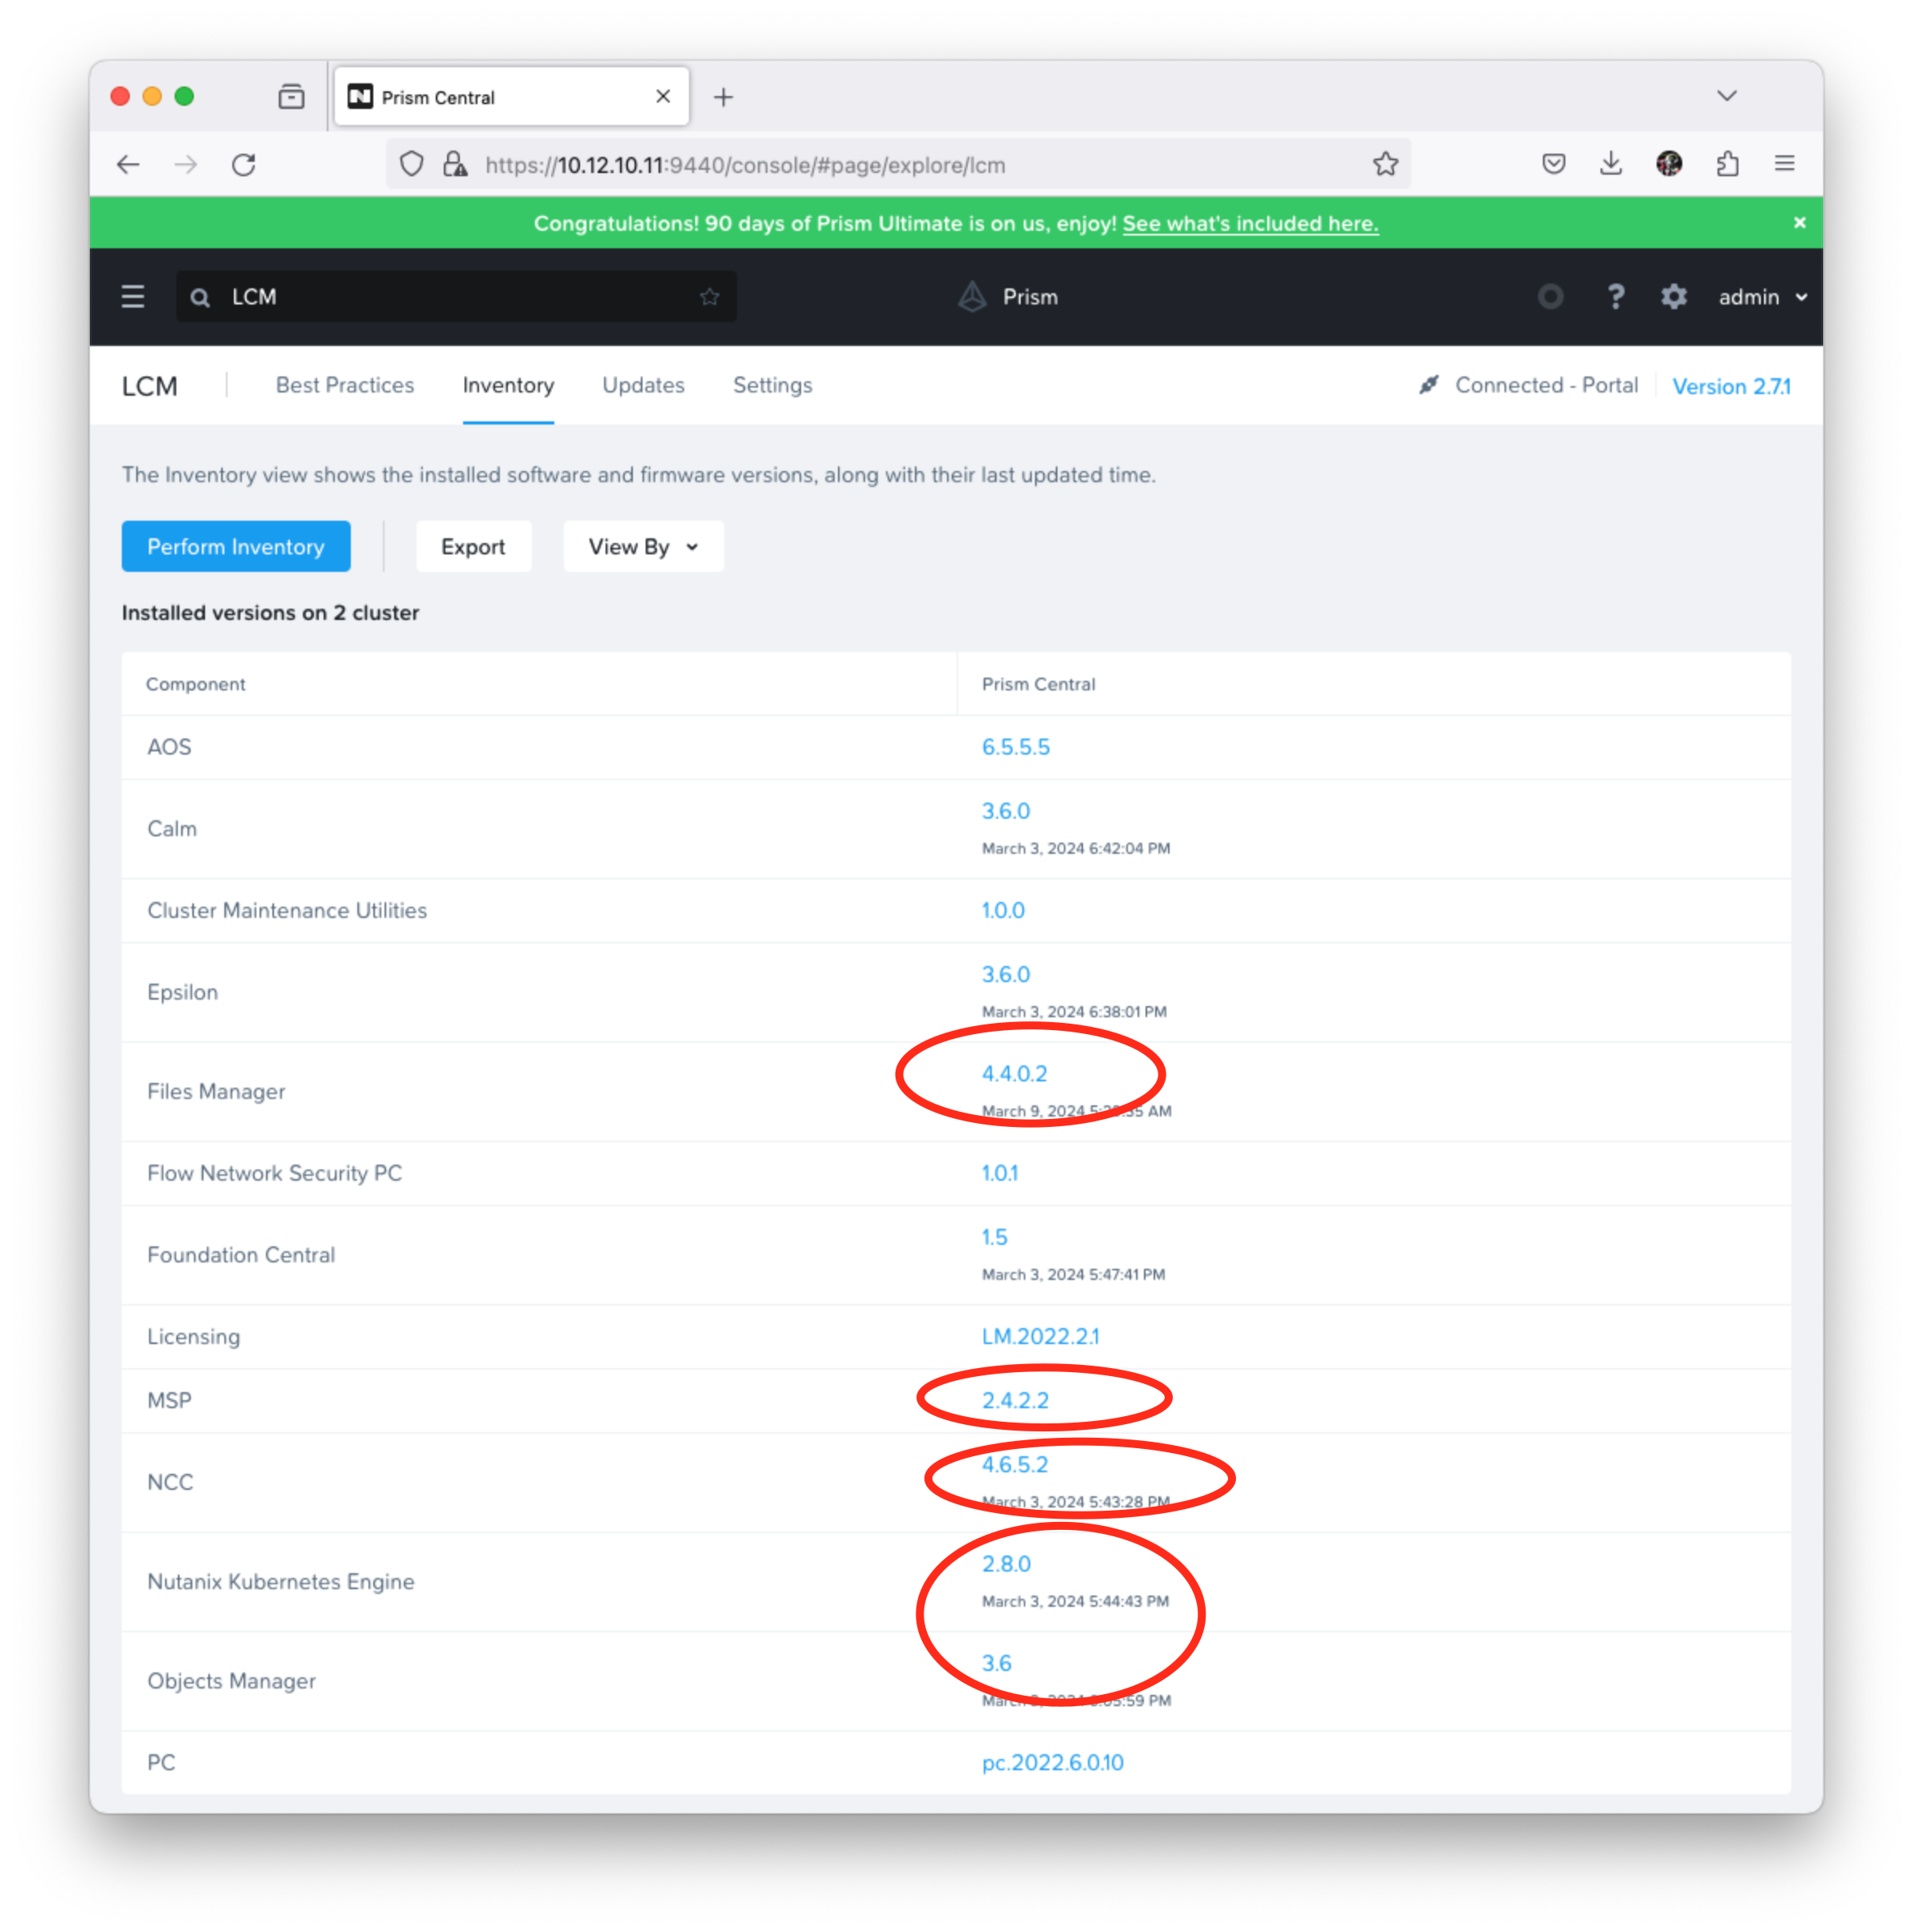 Prism Central
https://10.12.10.11:9440/console/#page/explore/lcm
Congratulations! 90 days of Prism Ultimate is on us, enjoy! See what's included here.
LCM
Prism
? admin
LCM Best Practices Inventory Updates Settings Connected - Portal Version 2.7.1
The Inventory view shows the installed software and firmware versions, along with their last updated time.
Perform Inventory Export View By
Installed versions on 2 cluster
Component Prism Central
AOS 6.5.5.5
Calm 3.6.0
March 3, 2024 6:42:04 PM
Cluster Maintenance Utilities 1.0.0
Epsilon 3.6.0
March 3, 2024 6:38:01 PM
Files Manager 4.4.0.2
March 9, 2024 AM
Flow Network Security PC 1.0.1
Foundation Central 1.5
March 3, 2024 5:47:41 PM
Licensing LM.2022.2.1
MSP 2.4.2.2
NCC 4.6.5.2
March 3, 2024 5:43:28 PM
Nutanix Kubernetes Engine 2.8.0
March 3, 2024 5:44:43 PM
Objects Manager 3.6
PM
PC pc.2022.6.0.10